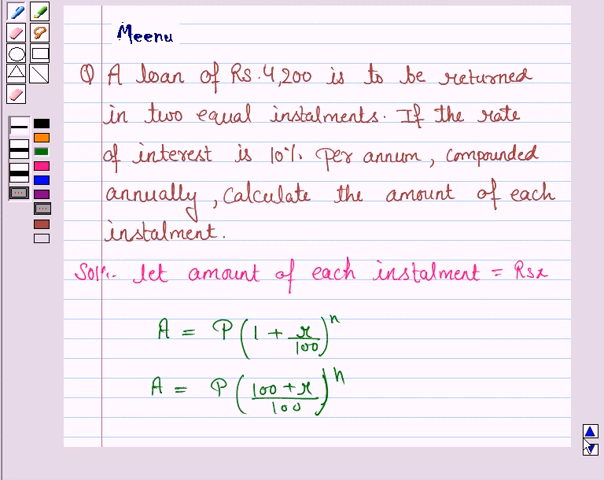 Meenu
Q A loan of Rs. 4,200 is to be returned
in two equal instalments. If the rate
of interest is 10% per annum, compounded
annually, calculate the amount of each
instalment.
Solⁿ:- let amount of each instalment = Rs x
A = P(1 + r/100)ⁿ
A = P((100 + r)/100)ⁿ